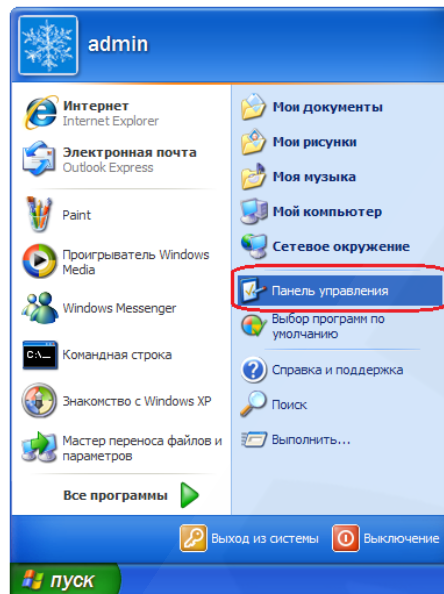 admin
Интернет
Internet Explorer
Электронная почта
Outlook Express
Paint
Проигрыватель Windows
Media
Windows Messenger
C:\_
Командная строка
Знакомство с Windows XP
Мастер переноса файлов и
параметров
Все программы
Мои документы
Мои рисунки
Моя музыка
Мой компьютер
Сетевое окружение
Панель управления
Выбор программ по
умолчанию
Справка и поддержка
Поиск
Выполнить...
Выход из системы
Выключение
пуск